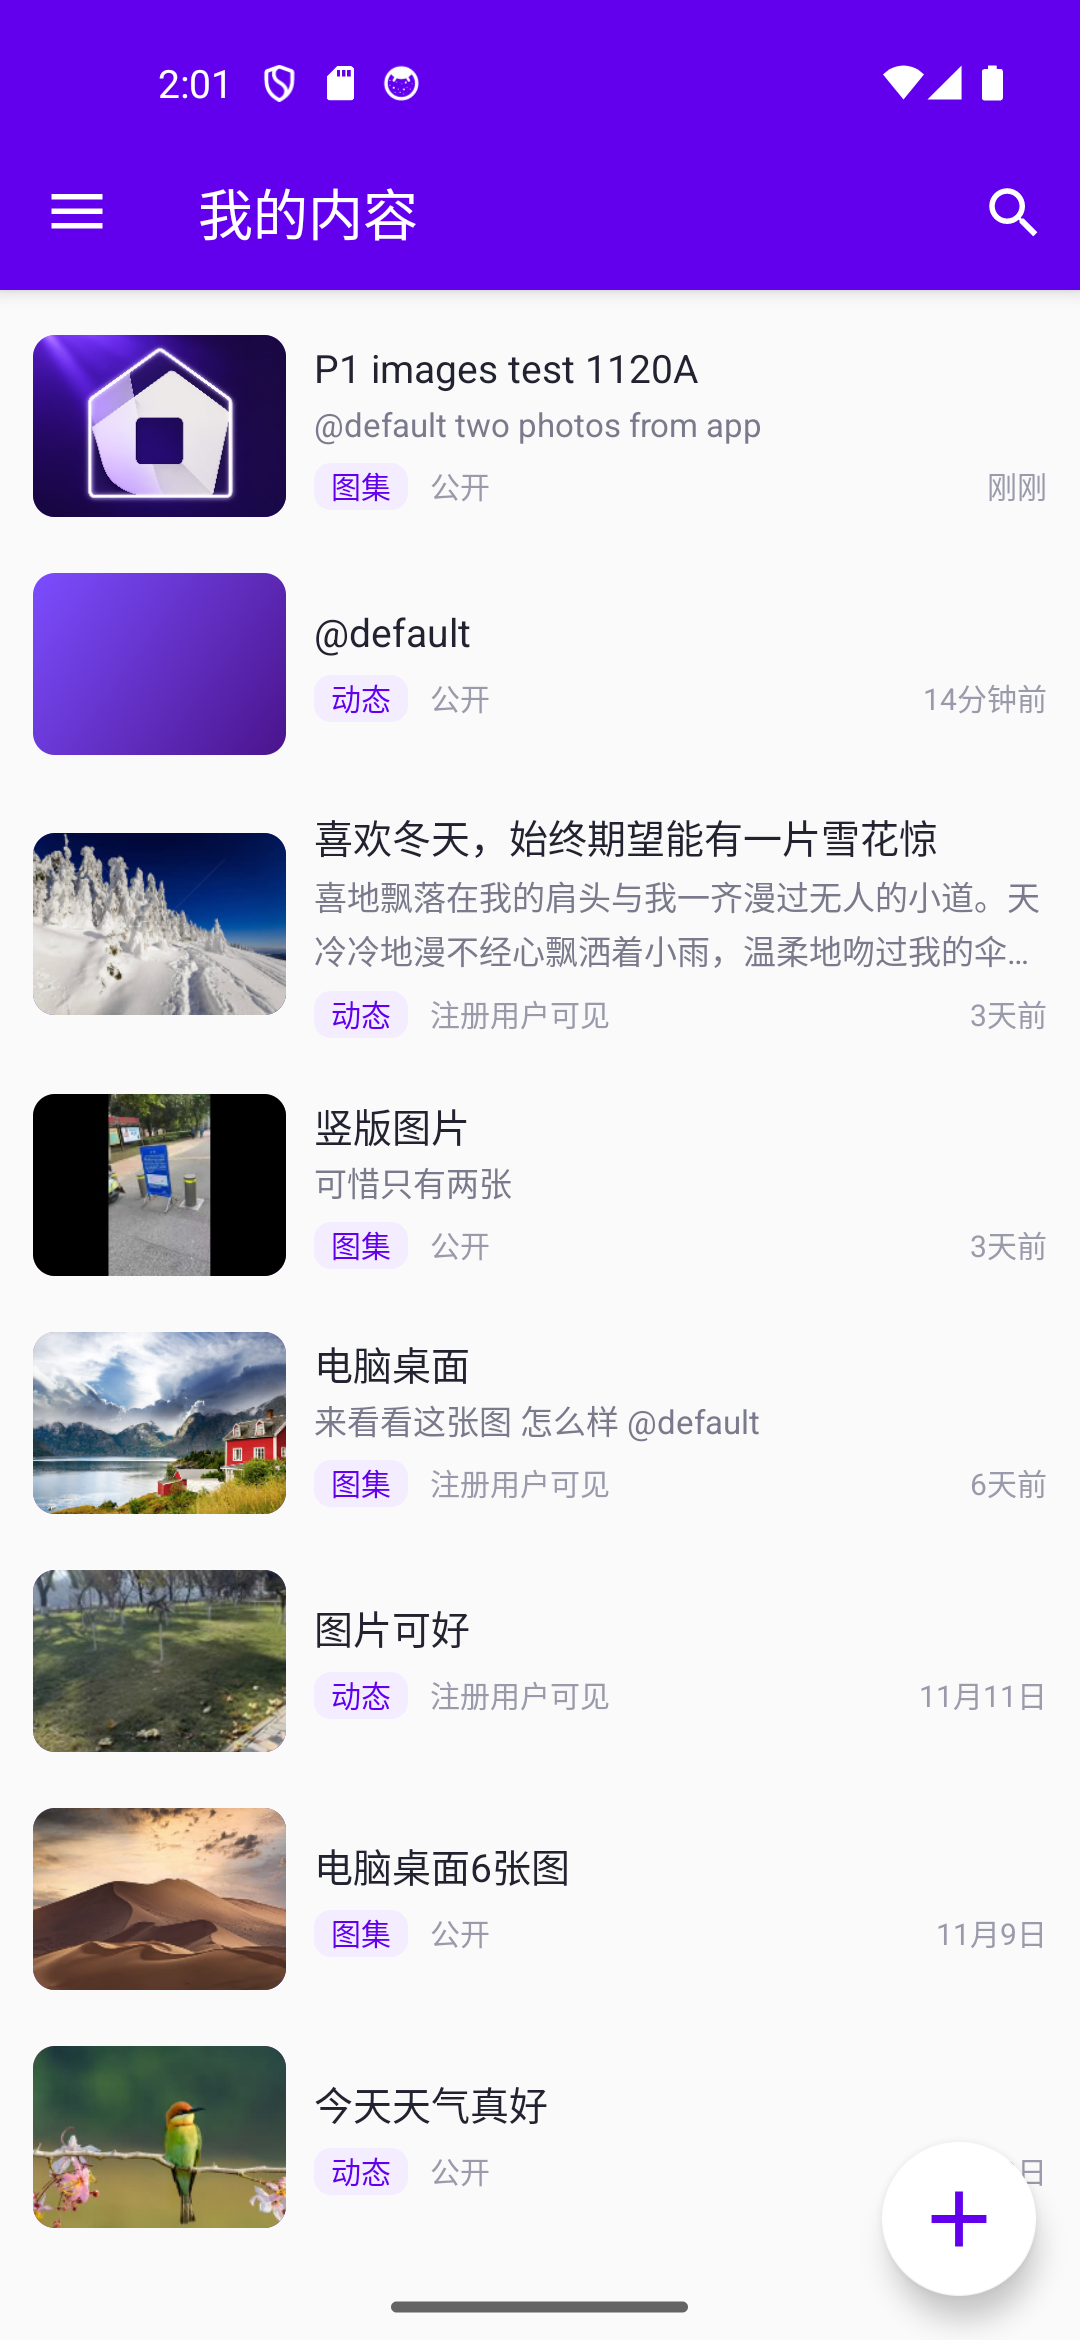 2:01
我的内容
P1 images test 1120A
@default two photos from app
图集 公开 刚刚
@default
动态 公开 14分钟前
喜欢冬天，始终期望能有一片雪花惊
喜地飘落在我的肩头与我一齐漫过无人的小道。天
冷冷地漫不经心飘洒着小雨，温柔地吻过我的伞...
动态 注册用户可见 3天前
竖版图片
可惜只有两张
图集 公开 3天前
电脑桌面
来看看这张图 怎么样 @default
图集 注册用户可见 6天前
图片可好
动态 注册用户可见 11月11日
电脑桌面6张图
图集 公开 11月9日
今天天气真好
动态 公开 日